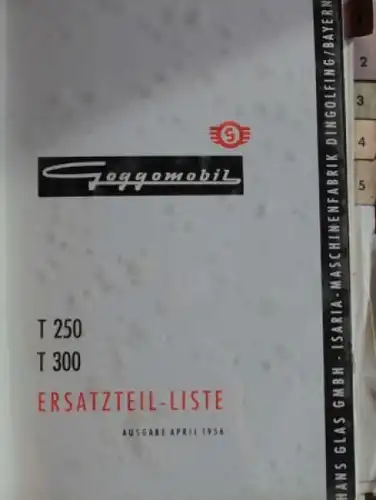 G
Goggomobil
T 250
T 300
ERSATZTEIL-LISTE
AUSGABE APRIL 1956
HANS GLAS GMBH · ISARIA-MASCHINENFABRIK DINGOLFING/BAYERN
2
3
4
5